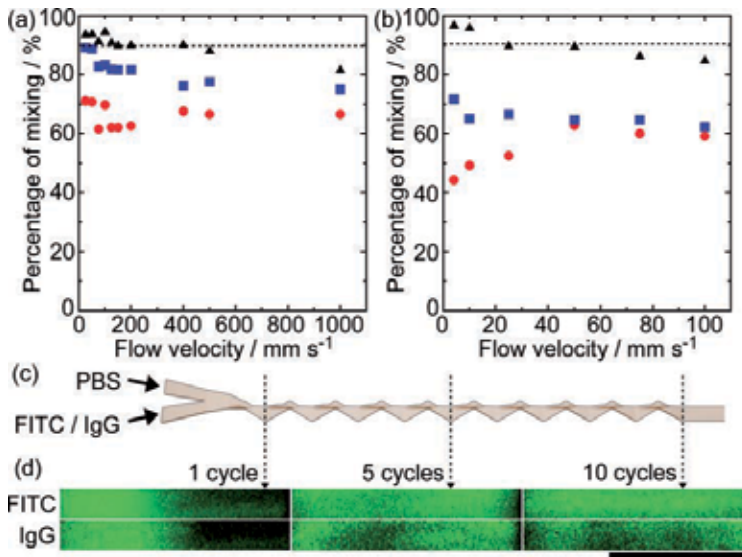 (a)
100
80
60
40
20
0
Percentage of mixing / %
0 200 400 600 800 1000
Flow velocity / mm s⁻¹
(b)
100
80
60
40
20
0
Percentage of mixing / %
0 20 40 60 80 100
Flow velocity / mm s⁻¹
(c)
PBS
FITC / IgG
1 cycle 5 cycles 10 cycles
(d)
FITC
IgG